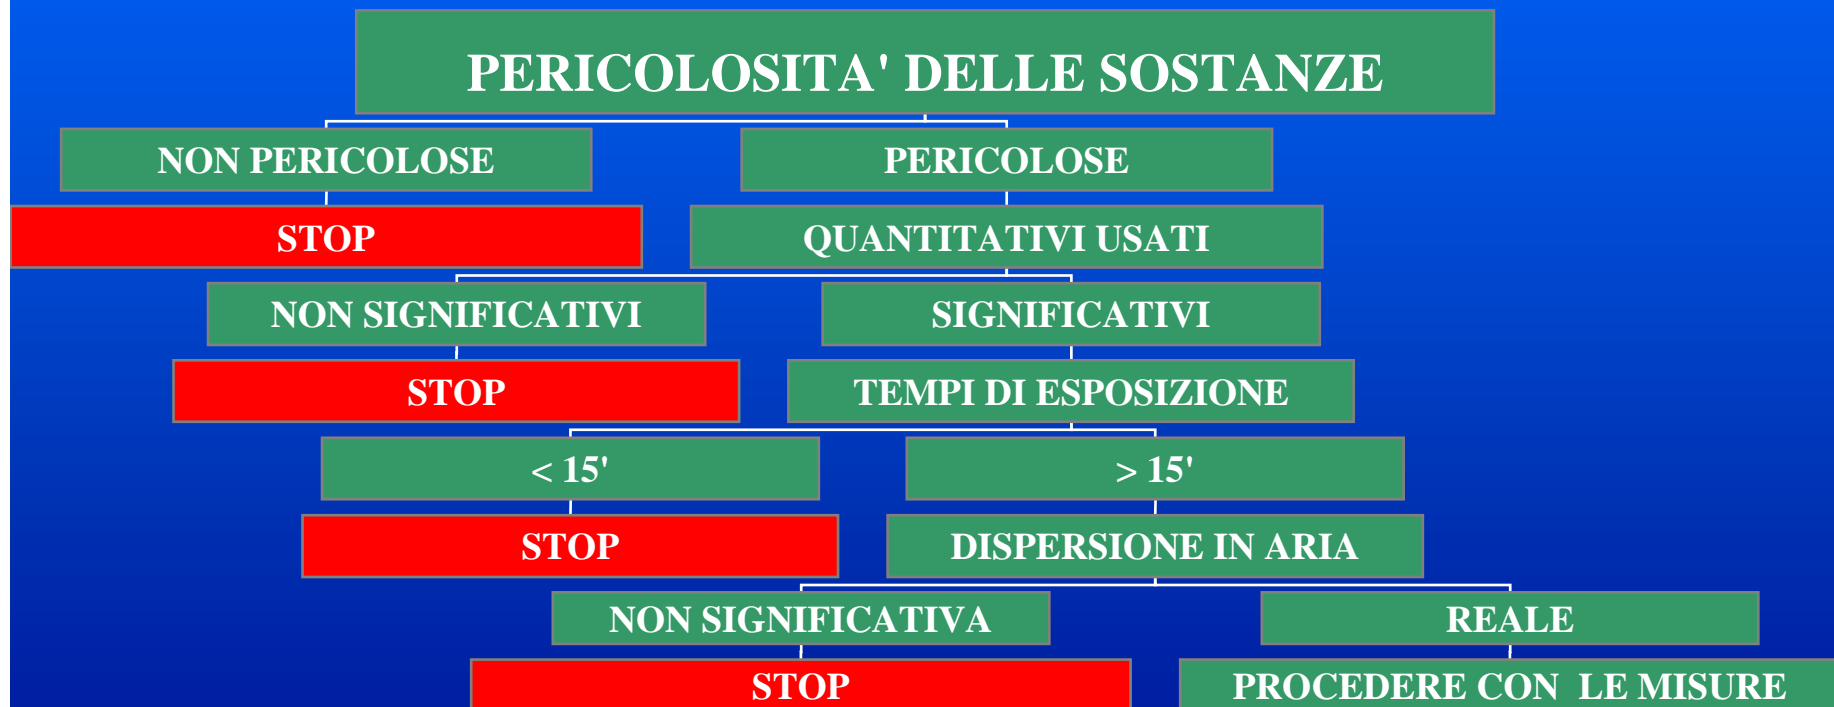 PERICOLOSITA' DELLE SOSTANZE
NON PERICOLOSE
PERICOLOSE
STOP
QUANTITATIVI USATI
NON SIGNIFICATIVI
SIGNIFICATIVI
STOP
TEMPI DI ESPOSIZIONE
< 15'
> 15'
STOP
DISPERSIONE IN ARIA
NON SIGNIFICATIVA
REALE
STOP
PROCEDERE CON  LE MISURE